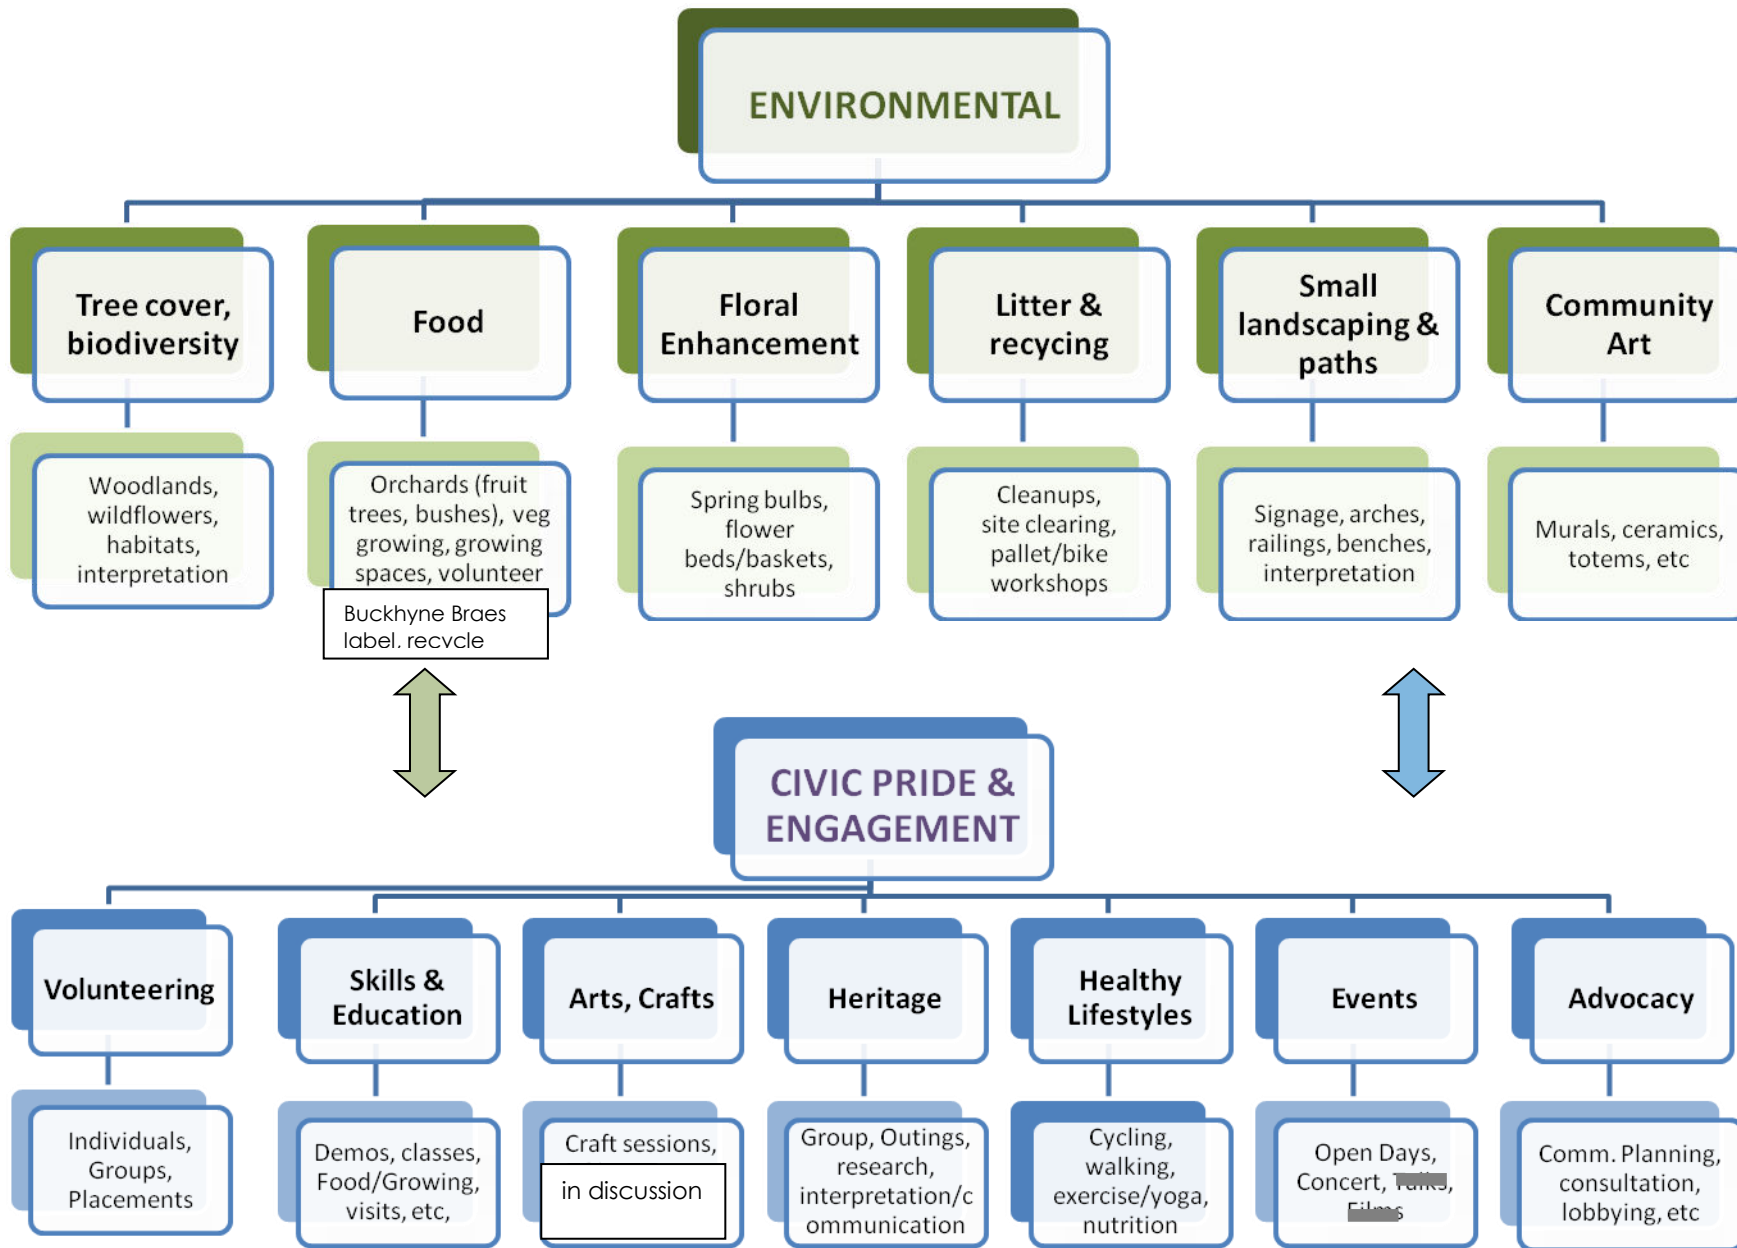 ENVIRONMENTAL
Tree cover,
biodiversity
Food
Floral
Enhancement
Litter &
recycing
Small
landscaping &
paths
Community
Art
Woodlands,
wildflowers,
habitats,
interpretation
Orchards (fruit
trees, bushes), veg
growing, growing
spaces, volunteer
Buckhyne Braes
label, recycle
Spring bulbs,
flower
beds/baskets,
shrubs
Cleanups,
site clearing,
pallet/bike
workshops
Signage, arches,
railings, benches,
interpretation
Murals, ceramics,
totems, etc
CIVIC PRIDE &
ENGAGEMENT
Volunteering
Skills &
Education
Arts, Crafts
Heritage
Healthy
Lifestyles
Events
Advocacy
Individuals,
Groups,
Placements
Demos, classes,
Food/Growing,
visits, etc,
Craft sessions,
in discussion
Group, Outings,
research,
interpretation/c
ommunication
Cycling,
walking,
exercise/yoga,
nutrition
Open Days,
Concert, Talks,
Films
Comm. Planning,
consultation,
lobbying, etc